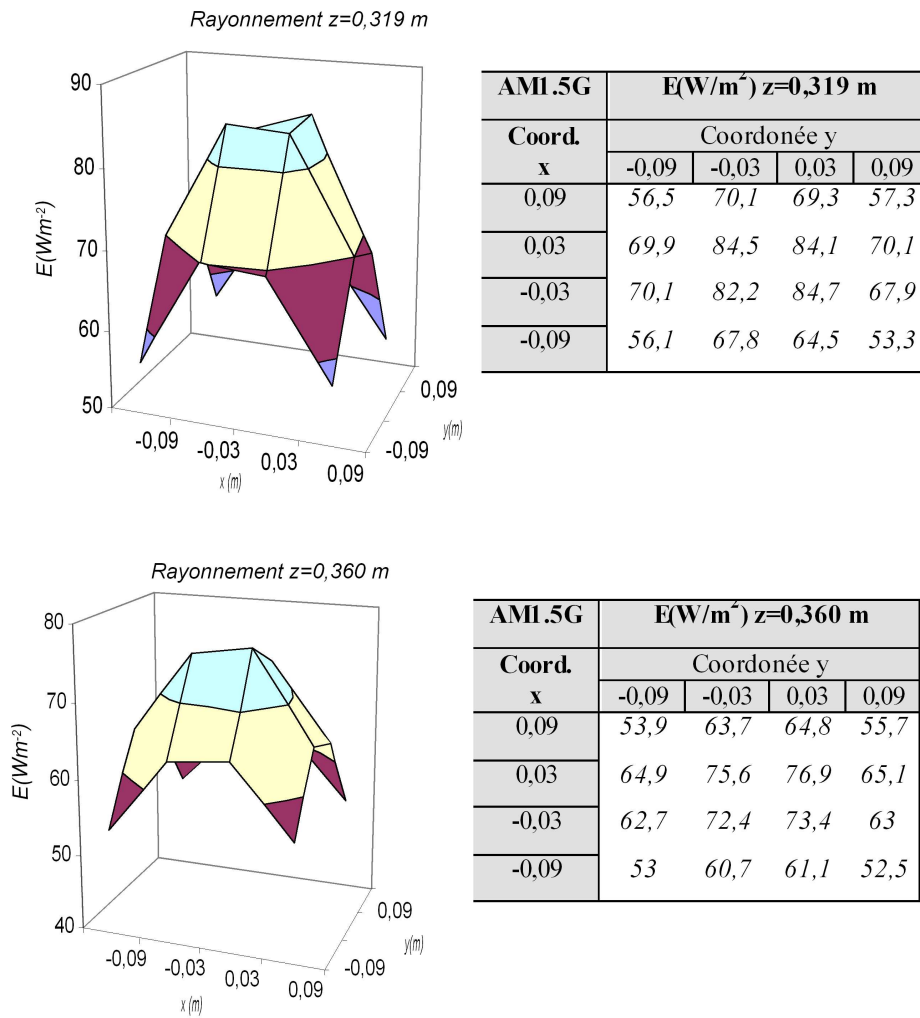 Rayonnement z=0,319 m
90
80
70
60
50
E(Wm-2)
-0,09
-0,03
0,03
0,09
x (m)
-0,09
0,09
y(m)
AM1.5G E(W/m²) z=0,319 m
Coord. Coordonée y
x -0,09 -0,03 0,03 0,09
0,09 56,5 70,1 69,3 57,3
0,03 69,9 84,5 84,1 70,1
-0,03 70,1 82,2 84,7 67,9
-0,09 56,1 67,8 64,5 53,3
Rayonnement z=0,360 m
80
70
60
50
40
E(Wm-2)
-0,09
-0,03
0,03
0,09
x (m)
-0,09
0,09
y(m)
AM1.5G E(W/m²) z=0,360 m
Coord. Coordonée y
x -0,09 -0,03 0,03 0,09
0,09 53,9 63,7 64,8 55,7
0,03 64,9 75,6 76,9 65,1
-0,03 62,7 72,4 73,4 63
-0,09 53 60,7 61,1 52,5